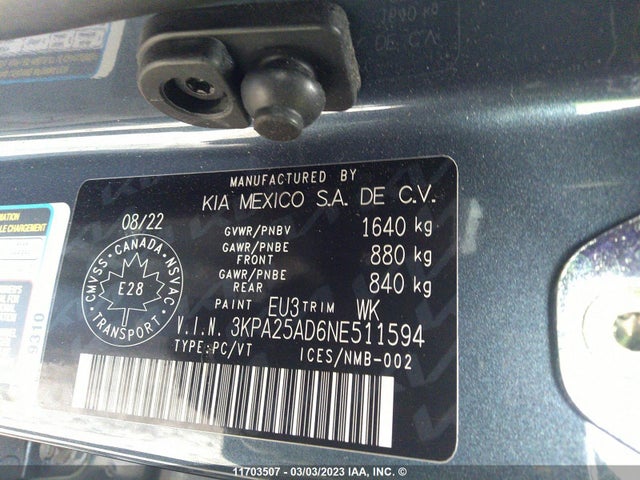 MANUFACTURED BY
KIA MEXICO S.A. DE C.V.
08/22
GVWR/PNBV 1640 kg
GAWR/PNBE FRONT 880 kg
GAWR/PNBE REAR 840 kg
CMVSS · CANADA · NSVAC
E28
TRANSPORT
PAINT EU3 TRIM WK
V.I.N. 3KPA25AD6NE511594
TYPE:PC/VT ICES/NMB-002
9310
CHARGEMENT
11703507 - 03/03/2023 IAA, INC. ©